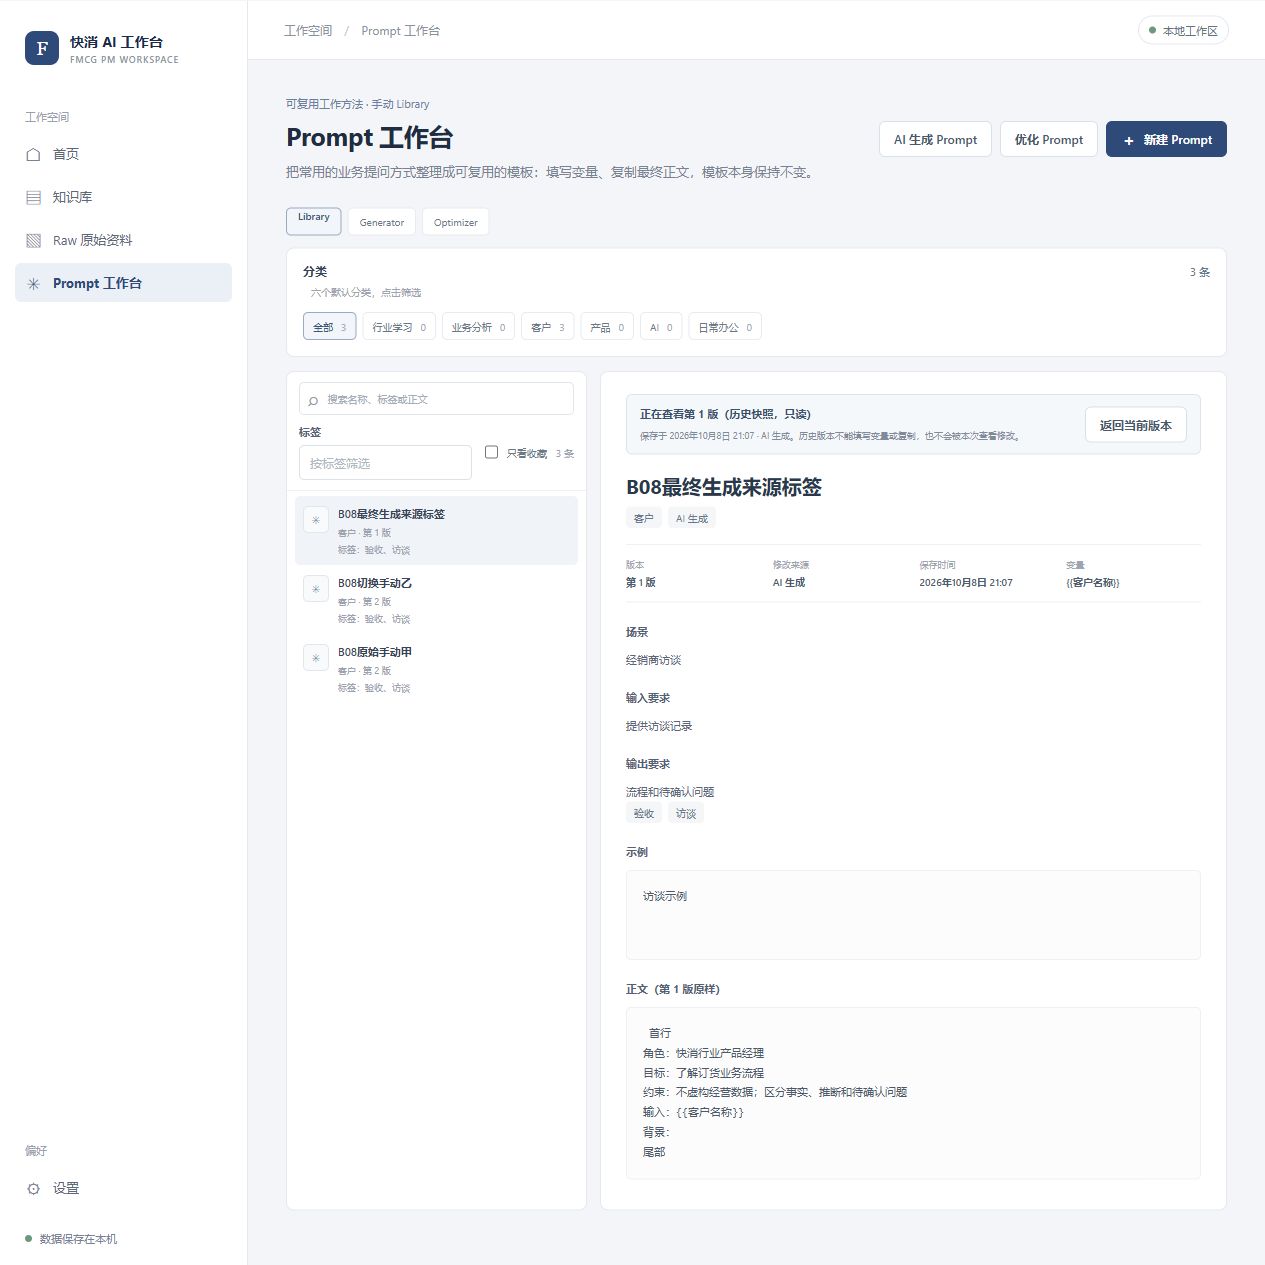 F
快消 AI 工作台
FMCG PM WORKSPACE
工作空间
首页
知识库
Raw 原始资料
Prompt 工作台
偏好
设置
数据保存在本机
工作空间 / Prompt 工作台
本地工作区
可复用工作方法 · 手动 Library
Prompt 工作台
把常用的业务提问方式整理成可复用的模板：填写变量、复制最终正文，模板本身保持不变。
AI 生成 Prompt
优化 Prompt
＋ 新建 Prompt
Library
Generator
Optimizer
分类
3 条
六个默认分类，点击筛选
全部 3
行业学习 0
业务分析 0
客户 3
产品 0
AI 0
日常办公 0
搜索名称、标签或正文
标签
按标签筛选
只看收藏
3 条
B08最终生成来源标签
客户 · 第 1 版
标签：验收、访谈
B08切换手动乙
客户 · 第 2 版
标签：验收、访谈
B08原始手动甲
客户 · 第 2 版
标签：验收、访谈
正在查看第 1 版（历史快照，只读）
保存于 2026年10月8日 21:07 · AI 生成。历史版本不能填写变量或复制，也不会被本次查看修改。
返回当前版本
B08最终生成来源标签
客户
AI 生成
版本
第 1 版
修改来源
AI 生成
保存时间
2026年10月8日 21:07
变量
{{客户名称}}
场景
经销商访谈
输入要求
提供访谈记录
输出要求
流程和待确认问题
验收
访谈
示例
访谈示例
正文（第 1 版原样）
首行
角色：快消行业产品经理
目标：了解订货业务流程
约束：不虚构经营数据；区分事实、推断和待确认问题
输入：{{客户名称}}
背景：
尾部